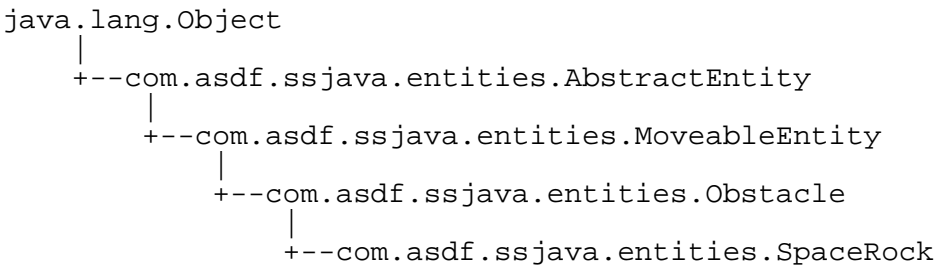 java.lang.Object
|
+--com.asdf.ssjava.entities.AbstractEntity
|
+--com.asdf.ssjava.entities.MoveableEntity
|
+--com.asdf.ssjava.entities.Obstacle
|
+--com.asdf.ssjava.entities.SpaceRock